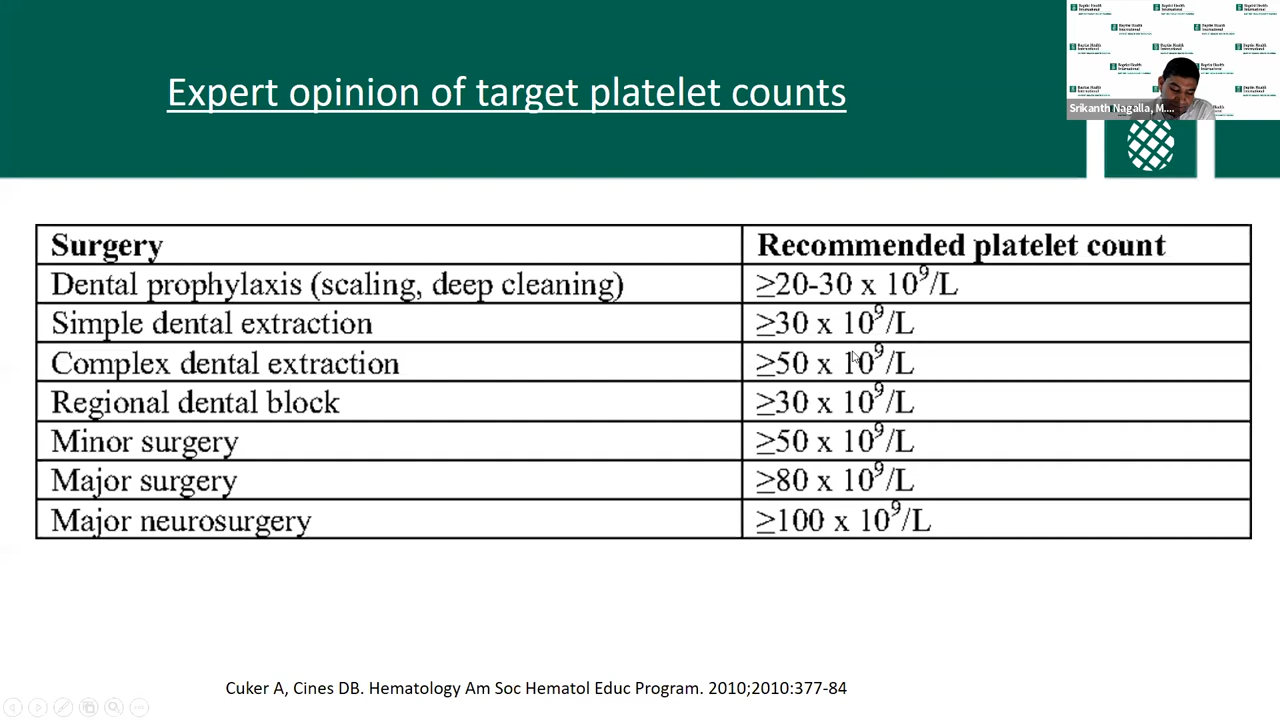 Expert opinion of target platelet counts
Baptist Health
International
Srikanth Nagalla, M....
Surgery Recommended platelet count
Dental prophylaxis (scaling, deep cleaning) ≥20-30 x 10⁹/L
Simple dental extraction ≥30 x 10⁹/L
Complex dental extraction ≥50 x 10⁹/L
Regional dental block ≥30 x 10⁹/L
Minor surgery ≥50 x 10⁹/L
Major surgery ≥80 x 10⁹/L
Major neurosurgery ≥100 x 10⁹/L
Cuker A, Cines DB. Hematology Am Soc Hematol Educ Program. 2010;2010:377-84